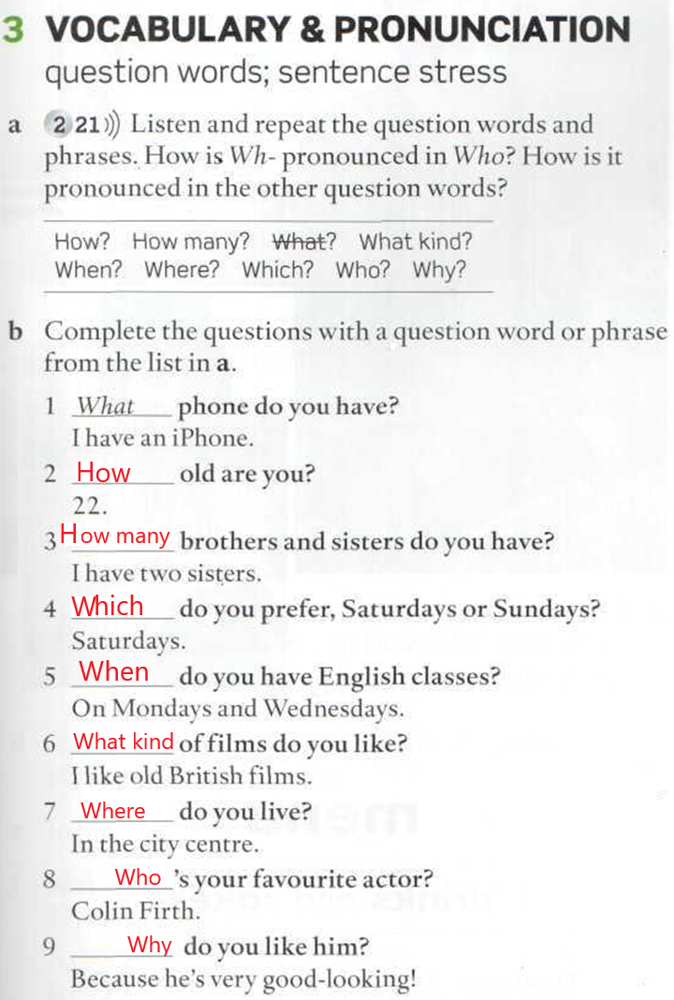 3 VOCABULARY & PRONUNCIATION
question words; sentence stress
a 2 21))) Listen and repeat the question words and
phrases. How is Wh- pronounced in Who? How is it
pronounced in the other question words?
How? How many? What? What kind?
When? Where? Which? Who? Why?
b Complete the questions with a question word or phrase
from the list in a.
1 What phone do you have?
I have an iPhone.
2 How old are you?
22.
3 How many brothers and sisters do you have?
I have two sisters.
4 Which do you prefer, Saturdays or Sundays?
Saturdays.
5 When do you have English classes?
On Mondays and Wednesdays.
6 What kind of films do you like?
I like old British films.
7 Where do you live?
In the city centre.
8 Who's your favourite actor?
Colin Firth.
9 Why do you like him?
Because he's very good-looking!